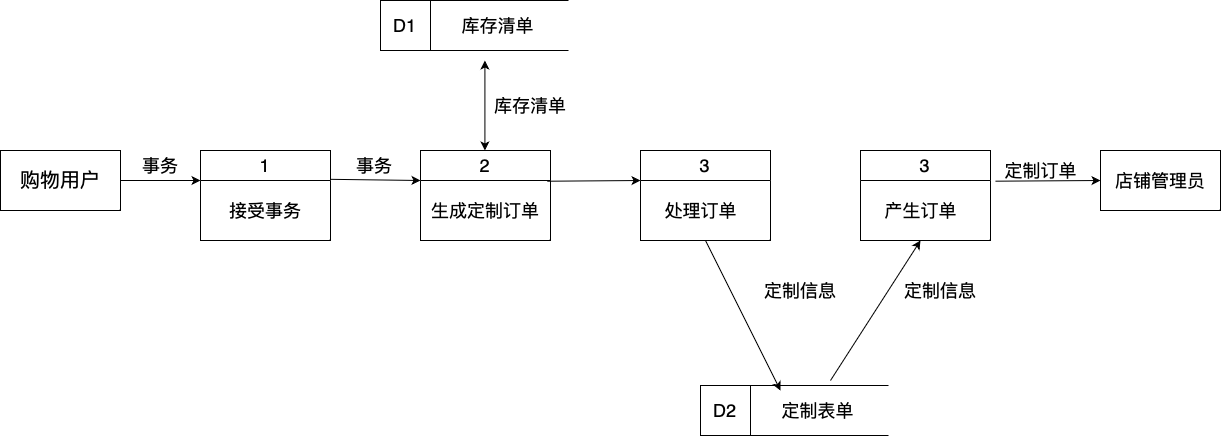 D1 库存清单
库存清单
购物用户
事务
1
接受事务
事务
2
生成定制订单
3
处理订单
3
产生订单
定制订单
店铺管理员
定制信息
定制信息
D2 定制表单